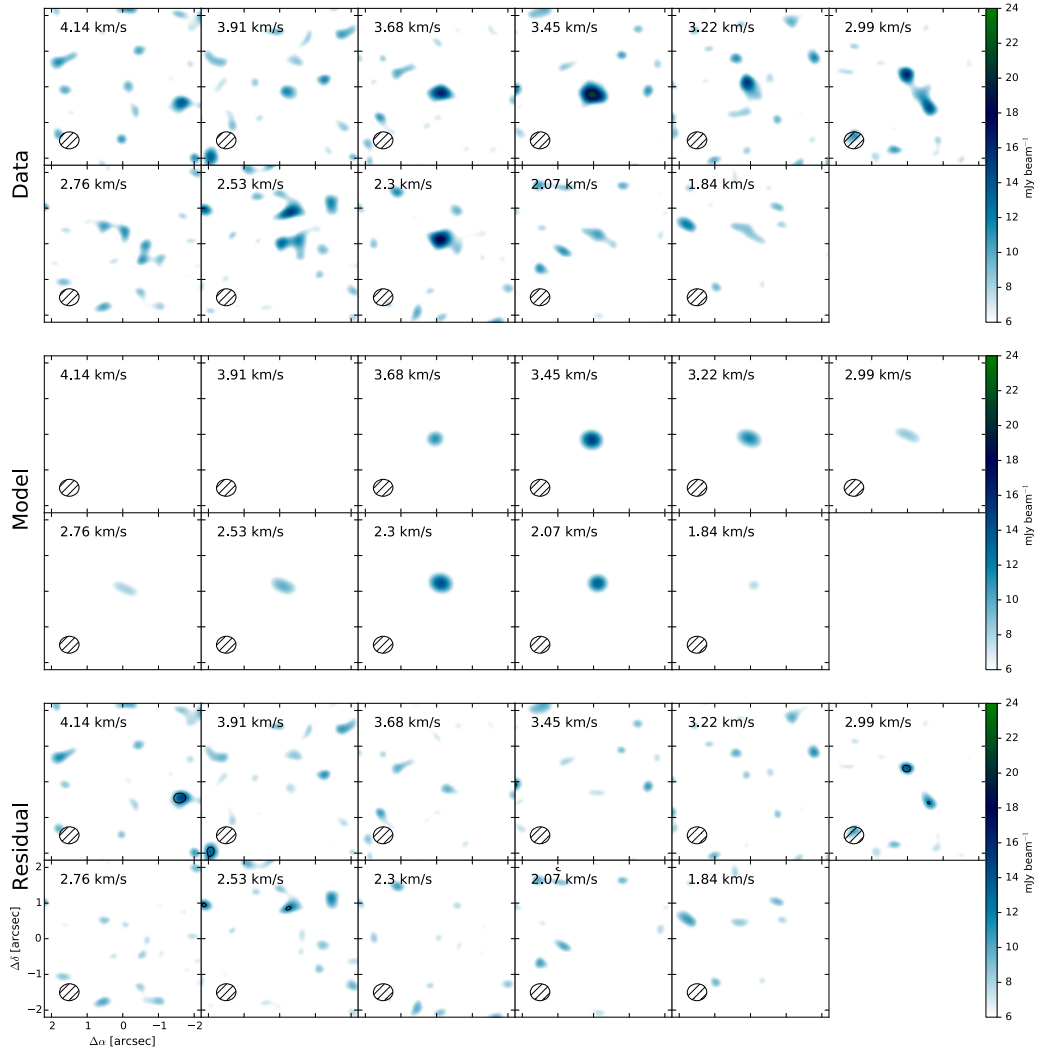 Data
4.14 km/s 3.91 km/s 3.68 km/s 3.45 km/s 3.22 km/s 2.99 km/s
2.76 km/s 2.53 km/s 2.3 km/s 2.07 km/s 1.84 km/s
24
22
20
18
16
14
12
10
8
6
mJy beam⁻¹
Model
4.14 km/s 3.91 km/s 3.68 km/s 3.45 km/s 3.22 km/s 2.99 km/s
2.76 km/s 2.53 km/s 2.3 km/s 2.07 km/s 1.84 km/s
24
22
20
18
16
14
12
10
8
6
mJy beam⁻¹
Residual
4.14 km/s 3.91 km/s 3.68 km/s 3.45 km/s 3.22 km/s 2.99 km/s
2.76 km/s 2.53 km/s 2.3 km/s 2.07 km/s 1.84 km/s
24
22
20
18
16
14
12
10
8
6
mJy beam⁻¹
2
1
0
−1
−2
Δδ [arcsec]
2 1 0 −1 −2
Δα [arcsec]